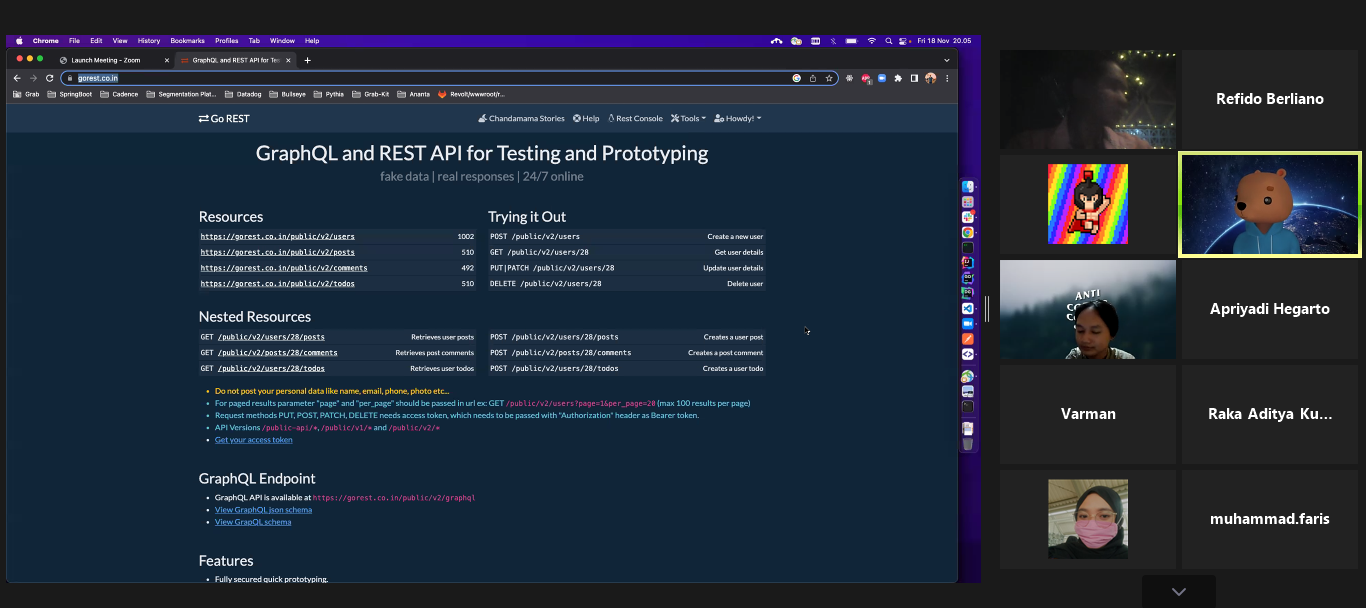 Chrome File Edit View History Bookmarks Profiles Tab Window Help Fri 18 Nov 20.05
Launch Meeting - Zoom
GraphQL and REST API for Tes
gorest.co.in
Grab SpringBoot Cadence Segmentation Plat... Datadog Bullseye Pythia Grab-Kit Ananta Revolt/wwwroot/r...
Go REST Chandamama Stories Help Rest Console Tools Howdy!
GraphQL and REST API for Testing and Prototyping
fake data | real responses | 24/7 online
Resources
https://gorest.co.in/public/v2/users 1002
https://gorest.co.in/public/v2/posts 510
https://gorest.co.in/public/v2/comments 492
https://gorest.co.in/public/v2/todos 510
Trying it Out
POST /public/v2/users Create a new user
GET /public/v2/users/28 Get user details
PUT|PATCH /public/v2/users/28 Update user details
DELETE /public/v2/users/28 Delete user
Nested Resources
GET /public/v2/users/28/posts Retrieves user posts
GET /public/v2/posts/28/comments Retrieves post comments
GET /public/v2/users/28/todos Retrieves user todos
POST /public/v2/users/28/posts Creates a user post
POST /public/v2/posts/28/comments Creates a post comment
POST /public/v2/users/28/todos Creates a user todo
Do not post your personal data like name, email, phone, photo etc...
For paged results parameter "page" and "per_page" should be passed in url ex: GET /public/v2/users?page=1&per_page=20 (max 100 results per page)
Request methods PUT, POST, PATCH, DELETE needs access token, which needs to be passed with "Authorization" header as Bearer token.
API Versions /public-api/*, /public/v1/* and /public/v2/*
Get your access token
GraphQL Endpoint
GraphQL API is available at https://gorest.co.in/public/v2/graphql
View GraphQL json schema
View GrapQL schema
Features
Fully secured quick prototyping.
Refido Berliano
ANTI
Apriyadi Hegarto
Varman
Raka Aditya Ku...
muhammad.faris